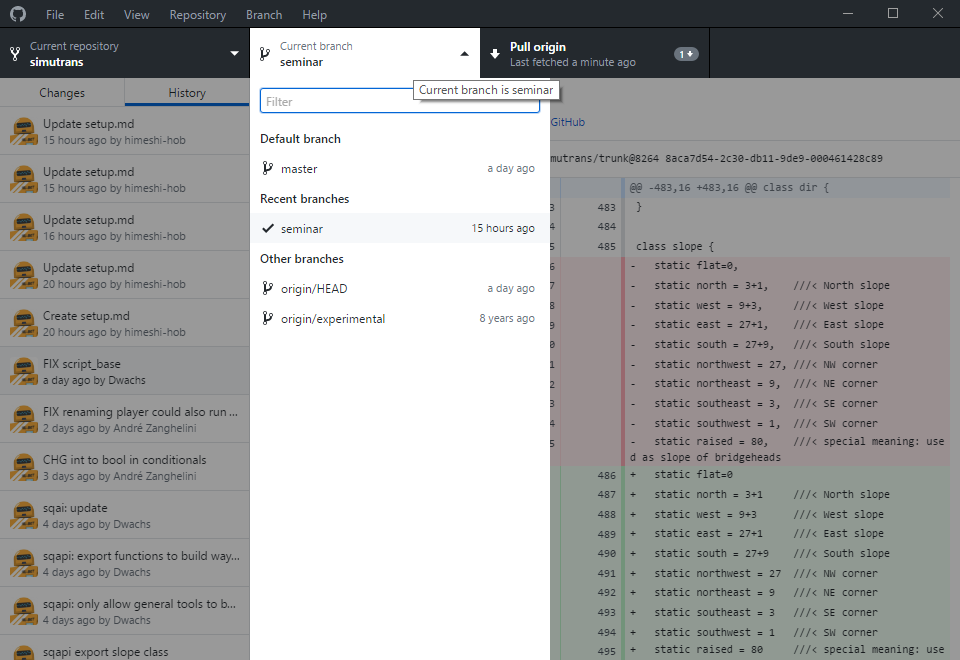 File Edit View Repository Branch Help
Current repository
simutrans
Current branch
seminar
Pull origin
Last fetched a minute ago
1
Current branch is seminar
Changes History
Update setup.md
15 hours ago by himeshi-hob
Update setup.md
15 hours ago by himeshi-hob
Update setup.md
16 hours ago by himeshi-hob
Update setup.md
20 hours ago by himeshi-hob
Create setup.md
20 hours ago by himeshi-hob
FIX script_base
a day ago by Dwachs
FIX renaming player could also run ...
2 days ago by André Zanghelini
CHG int to bool in conditionals
3 days ago by André Zanghelini
sqai: update
4 days ago by Dwachs
sqapi: export functions to build way...
4 days ago by Dwachs
sqapi: only allow general tools to b...
4 days ago by Dwachs
sqapi export slope class
Filter
Default branch
master a day ago
Recent branches
seminar 15 hours ago
Other branches
origin/HEAD a day ago
origin/experimental 8 years ago
GitHub
mutrans/trunk@8264 8aca7d54-2c30-db11-9de9-000461428c89
@@ -483,16 +483,16 @@ class dir {
3 483 }
4 484
5 485 class slope {
6 - static flat=0,
7 - static north = 3+1, ///< North slope
8 - static west = 9+3, ///< West slope
9 - static east = 27+1, ///< East slope
0 - static south = 27+9, ///< South slope
1 - static northwest = 27, ///< NW corner
2 - static northeast = 9, ///< NE corner
3 - static southeast = 3, ///< SE corner
4 - static southwest = 1, ///< SW corner
5 - static raised = 80, ///< special meaning: use
d as slope of bridgeheads
486 + static flat=0
487 + static north = 3+1 ///< North slope
488 + static west = 9+3 ///< West slope
489 + static east = 27+1 ///< East slope
490 + static south = 27+9 ///< South slope
491 + static northwest = 27 ///< NW corner
492 + static northeast = 9 ///< NE corner
493 + static southeast = 3 ///< SE corner
494 + static southwest = 1 ///< SW corner
495 + static raised = 80 ///< special meaning: use